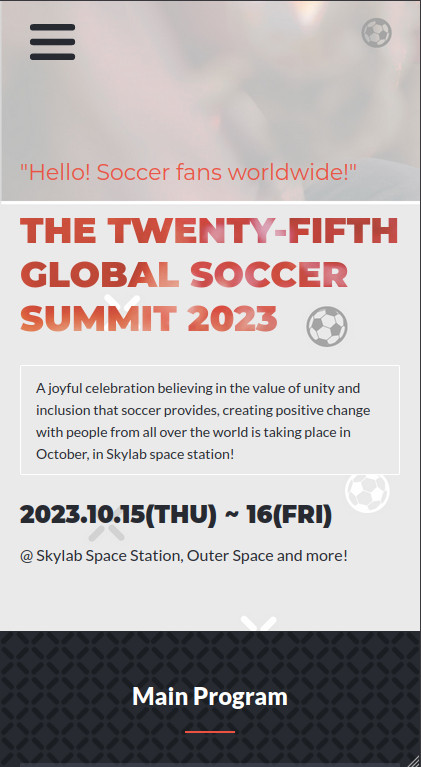 "Hello! Soccer fans worldwide!"
THE TWENTY-FIFTH
GLOBAL SOCCER
SUMMIT 2023
A joyful celebration believing in the value of unity and
inclusion that soccer provides, creating positive change
with people from all over the world is taking place in
October, in Skylab space station!
2023.10.15(THU) ~ 16(FRI)
@ Skylab Space Station, Outer Space and more!
Main Program